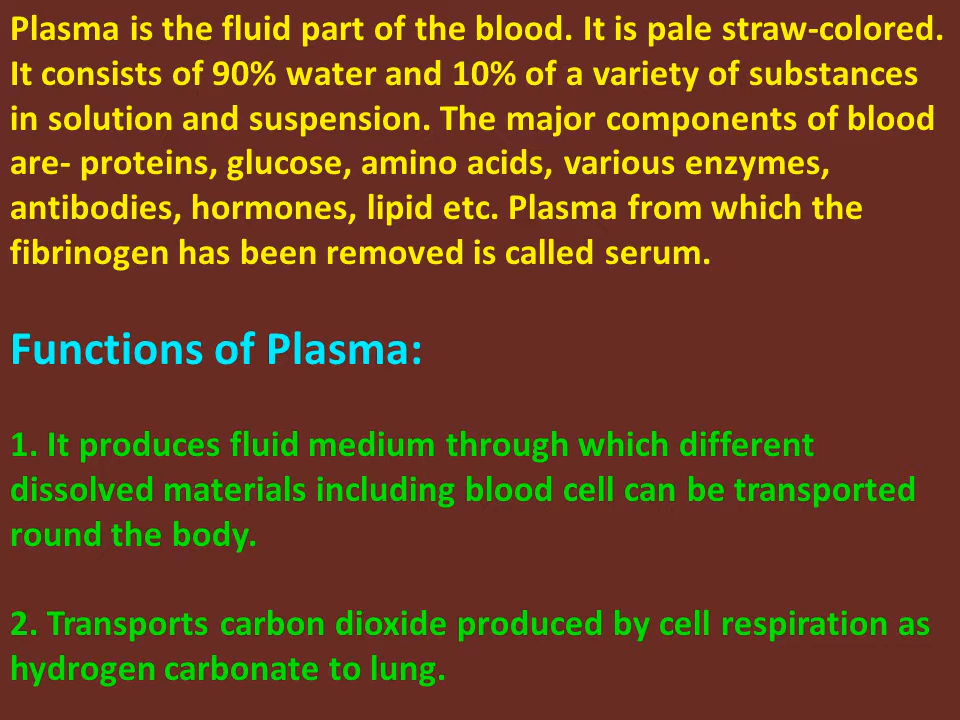 Plasma is the fluid part of the blood. It is pale straw-colored.
It consists of 90% water and 10% of a variety of substances
in solution and suspension. The major components of blood
are- proteins, glucose, amino acids, various enzymes,
antibodies, hormones, lipid etc. Plasma from which the
fibrinogen has been removed is called serum.
Functions of Plasma:
1. It produces fluid medium through which different
dissolved materials including blood cell can be transported
round the body.
2. Transports carbon dioxide produced by cell respiration as
hydrogen carbonate to lung.